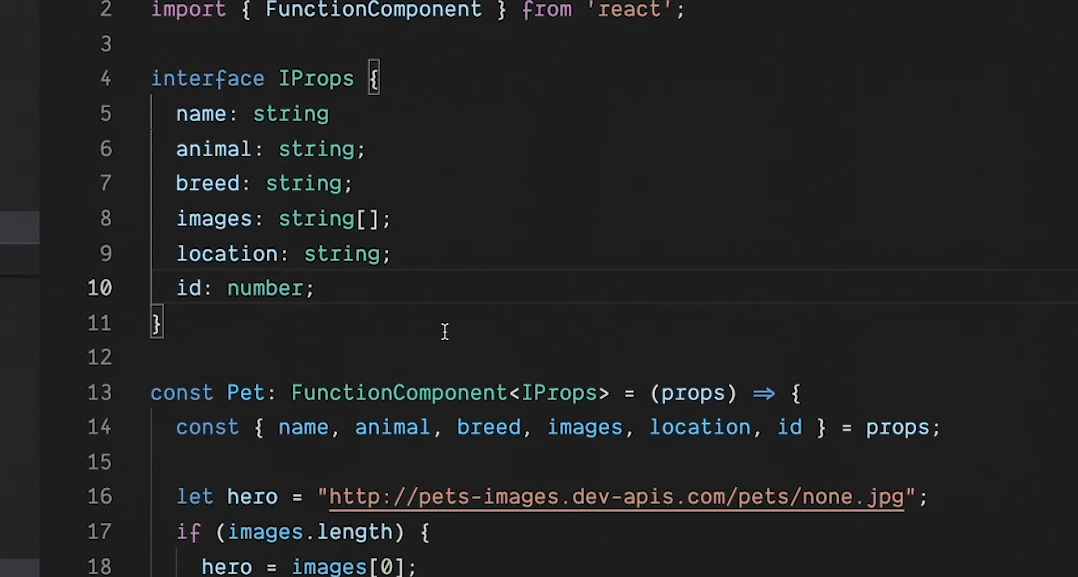 2 import { FunctionComponent } from 'react';
3
4 interface IProps {
5 name: string
6 animal: string;
7 breed: string;
8 images: string[];
9 location: string;
10 id: number;
11 }
12
13 const Pet: FunctionComponent<IProps> = (props) => {
14 const { name, animal, breed, images, location, id } = props;
15
16 let hero = "http://pets-images.dev-apis.com/pets/none.jpg";
17 if (images.length) {
18 hero = images[0];